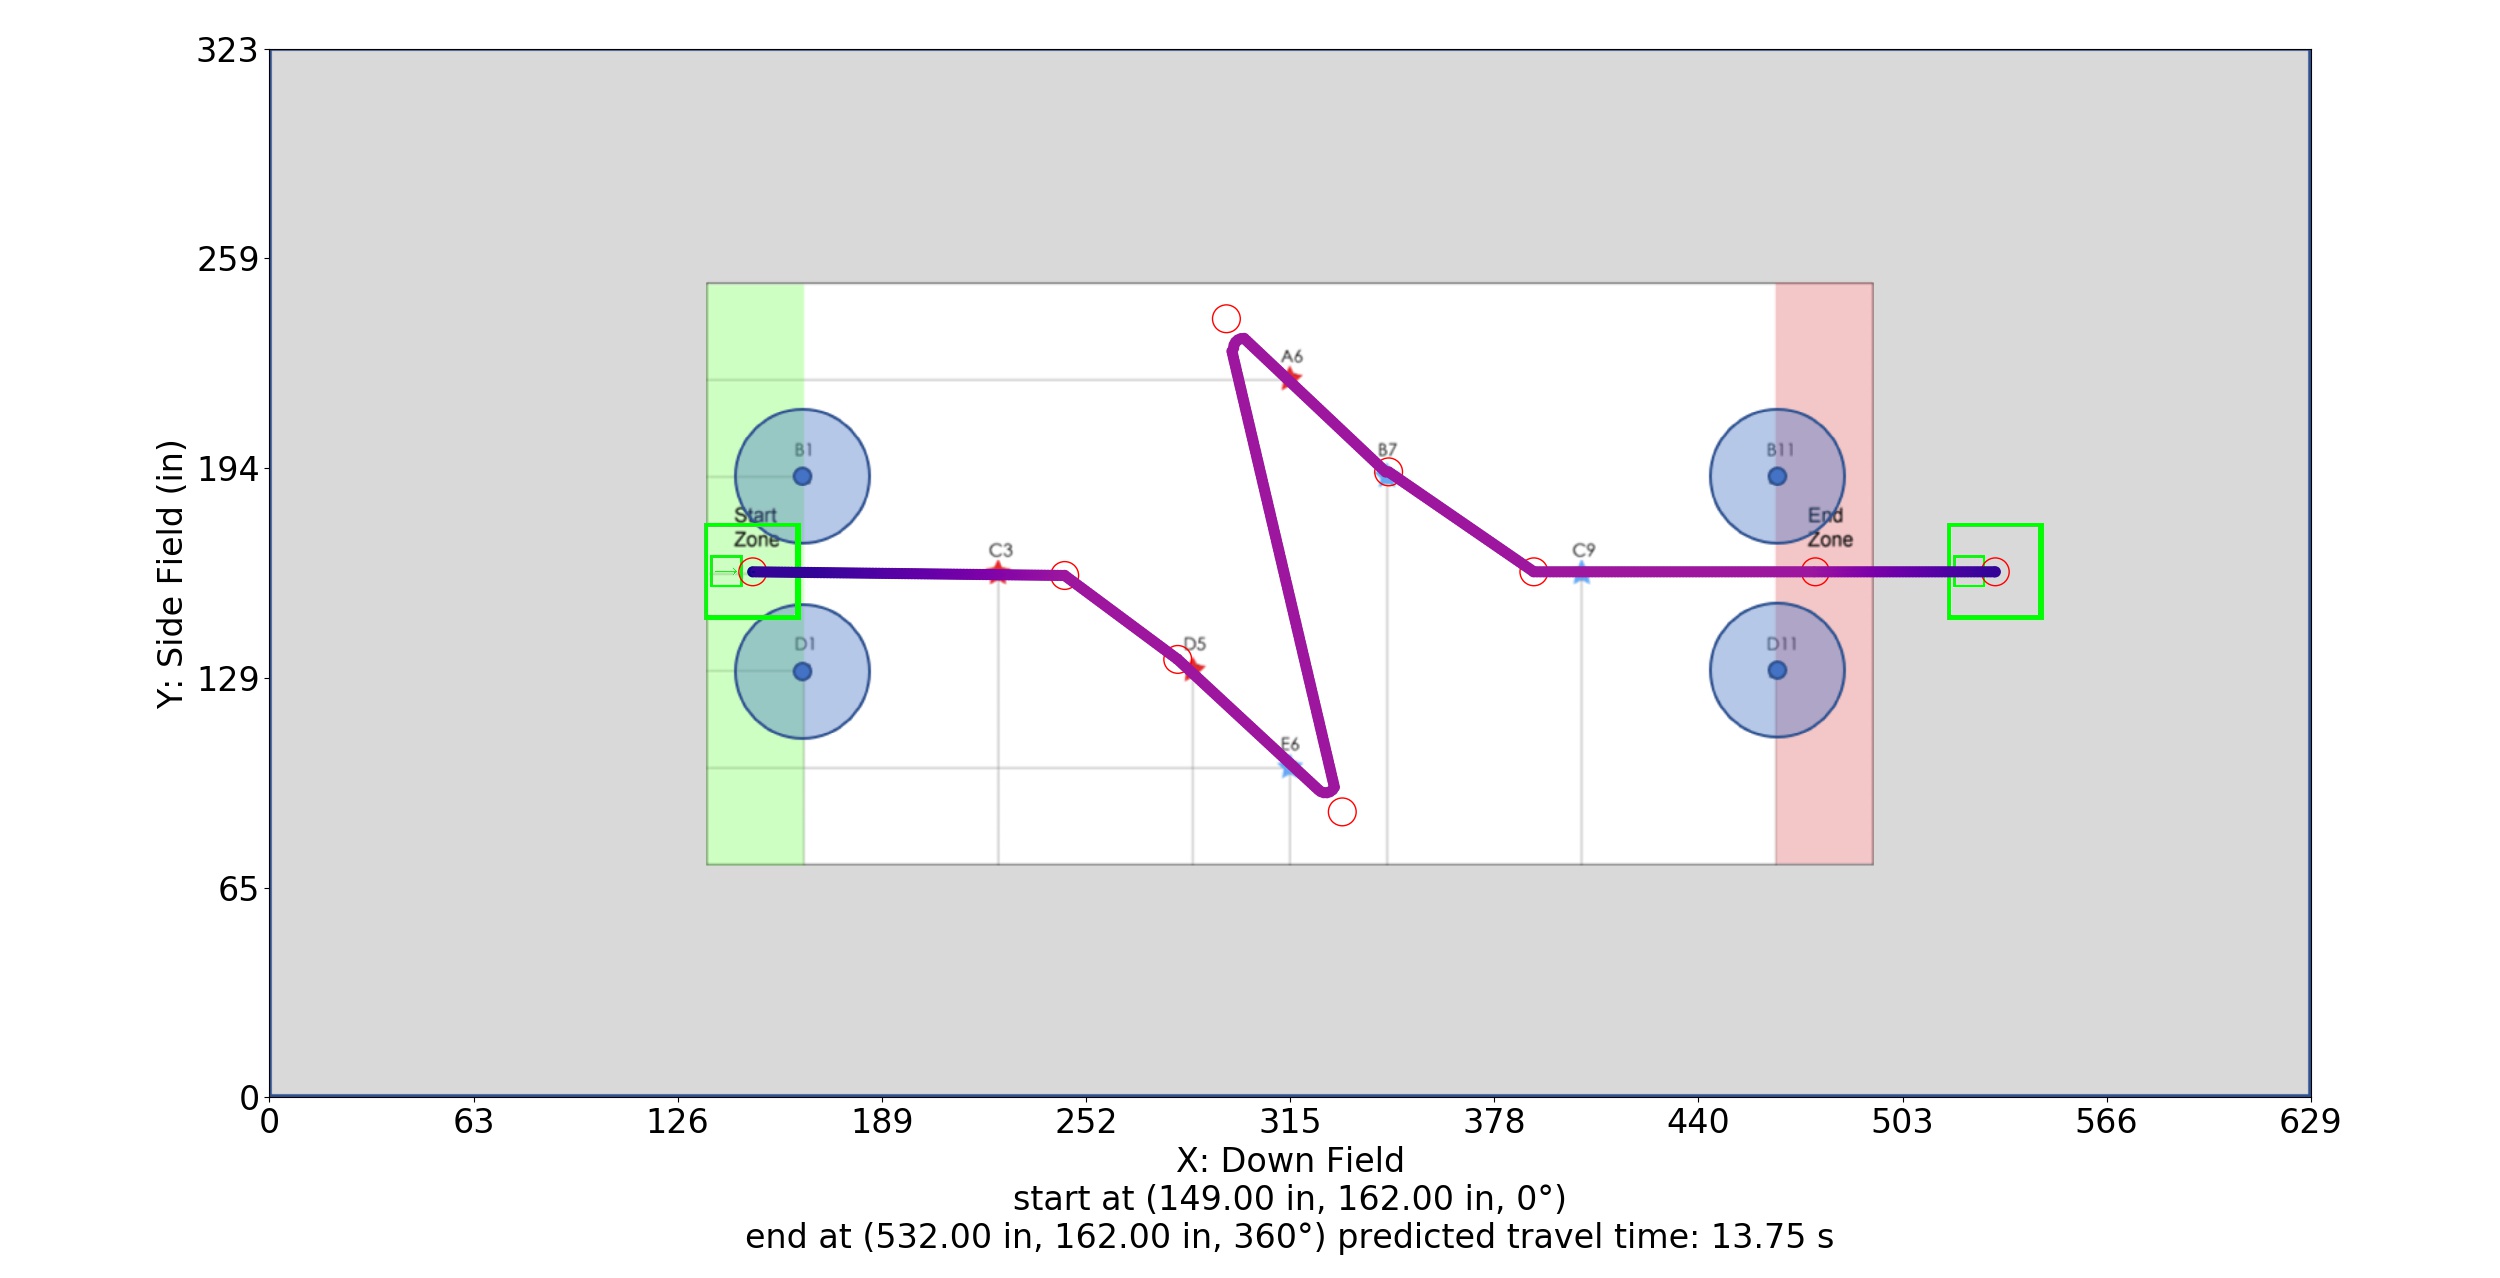 323
259
194
129
65
0
Y: Side Field (in)
A6
B1
B7
B11
Start
Zone
End
Zone
C3
C9
D1
D5
D11
E6
0 63 126 189 252 315 378 440 503 566 629
X: Down Field
start at (149.00 in, 162.00 in, 0°)
end at (532.00 in, 162.00 in, 360°) predicted travel time: 13.75 s